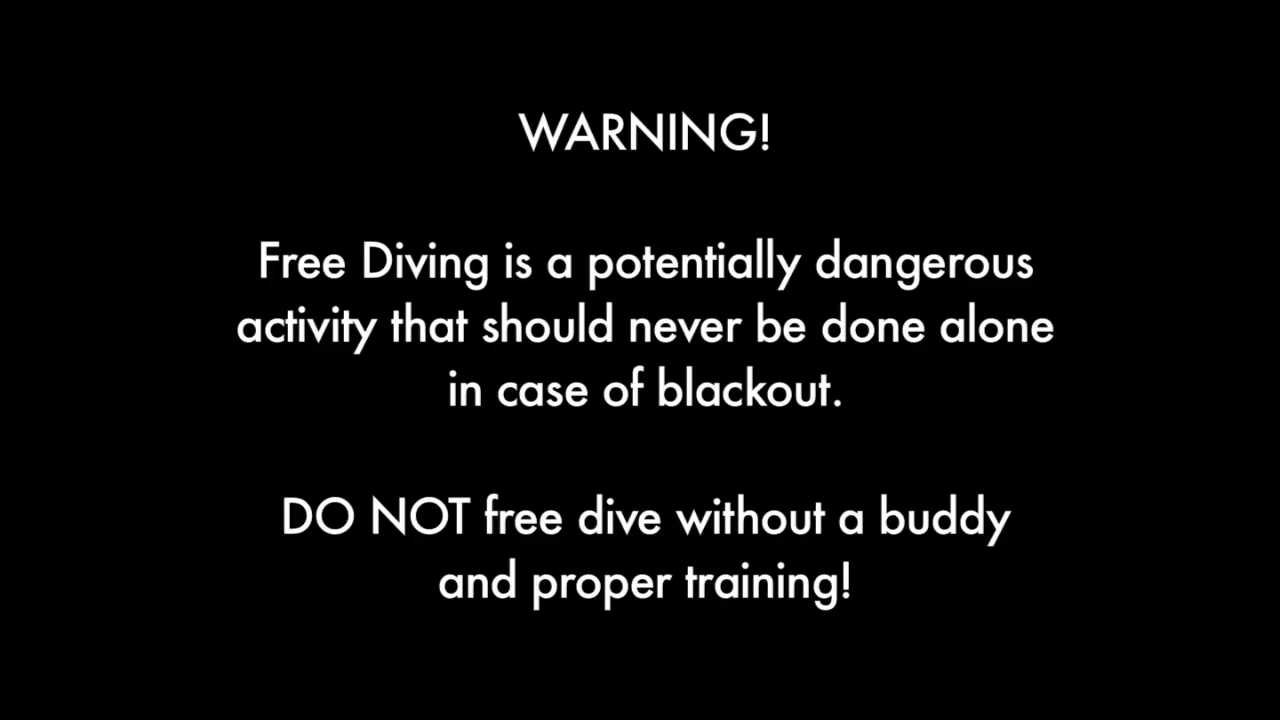 WARNING!
Free Diving is a potentially dangerous
activity that should never be done alone
in case of blackout.
DO NOT free dive without a buddy
and proper training!